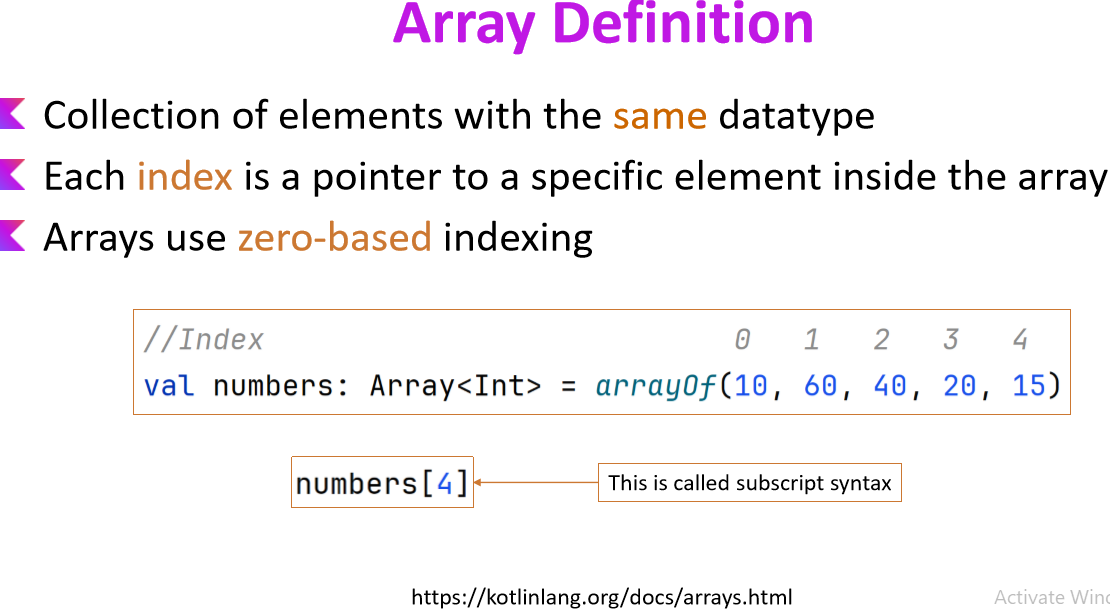 Array Definition
Collection of elements with the same datatype
Each index is a pointer to a specific element inside the array
Arrays use zero-based indexing
//Index 0 1 2 3 4
val numbers: Array<Int> = arrayOf(10, 60, 40, 20, 15)
numbers[4] This is called subscript syntax
https://kotlinlang.org/docs/arrays.html
Activate Winc